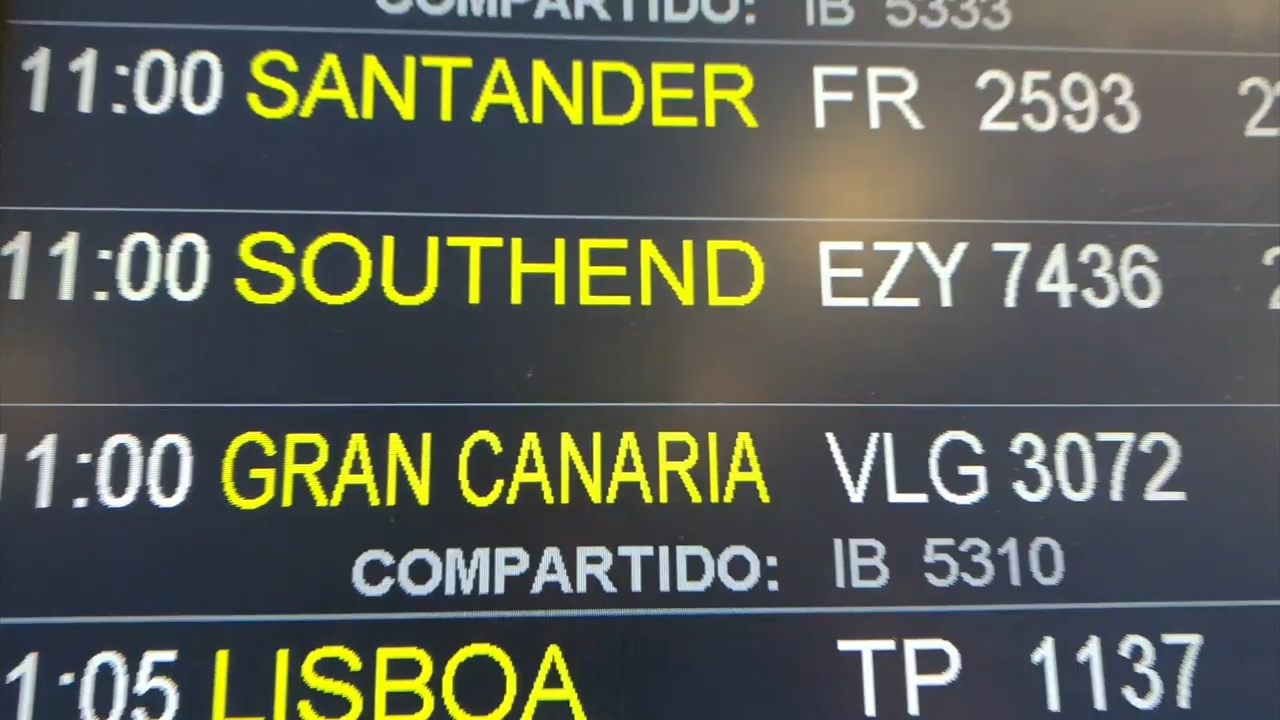 COMPARTIDO: IB 5333
11:00 SANTANDER FR 2593
11:00 SOUTHEND EZY 7436
11:00 GRAN CANARIA VLG 3072
COMPARTIDO: IB 5310
1:05 LISBOA TP 1137